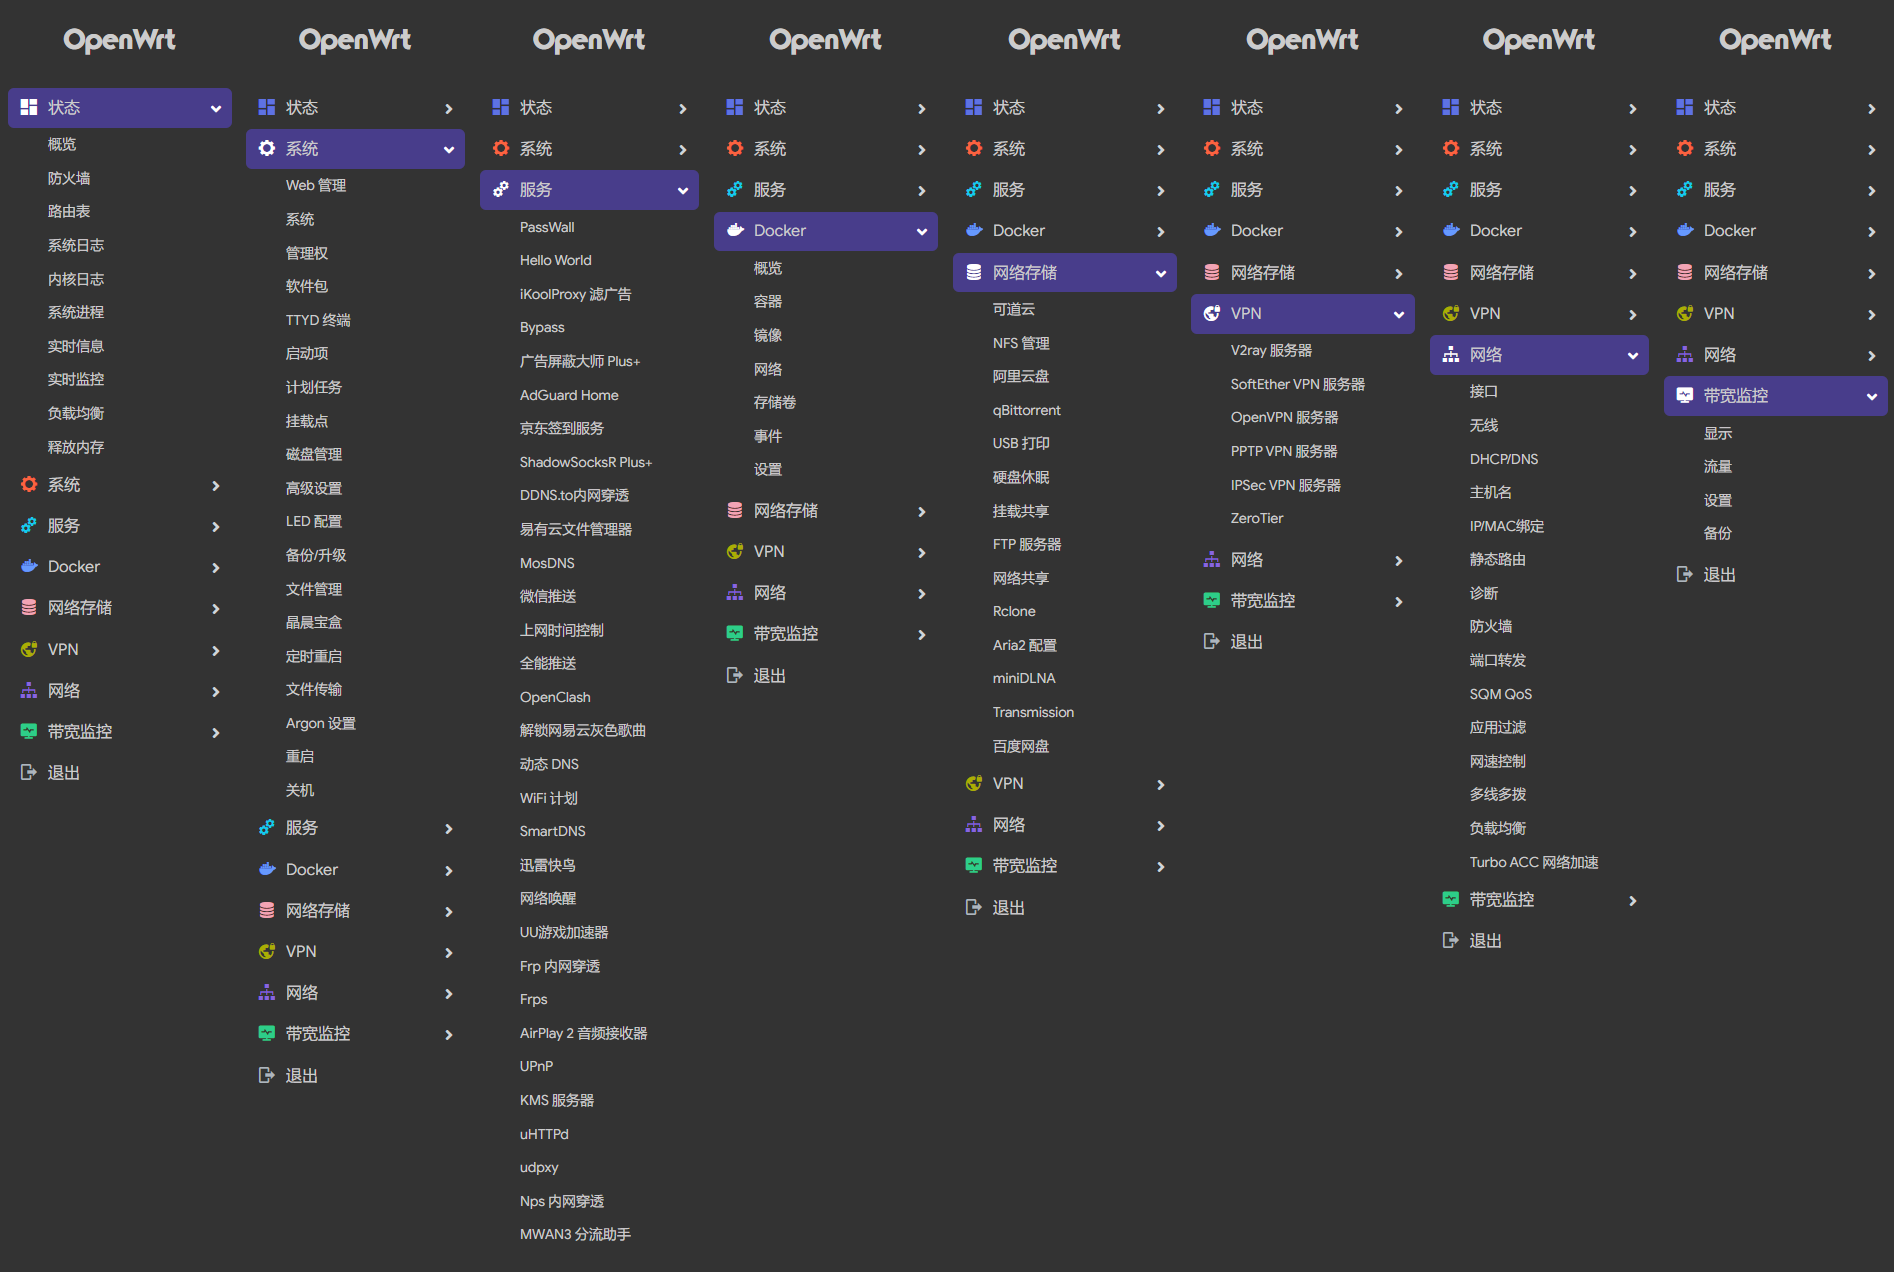 OpenWrt
状态
概览
防火墙
路由表
系统日志
内核日志
系统进程
实时信息
实时监控
负载均衡
释放内存
系统
服务
Docker
网络存储
VPN
网络
带宽监控
退出
OpenWrt
状态
系统
Web 管理
系统
管理权
软件包
TTYD 终端
启动项
计划任务
挂载点
磁盘管理
高级设置
LED 配置
备份/升级
文件管理
晶晨宝盒
定时重启
文件传输
Argon 设置
重启
关机
服务
Docker
网络存储
VPN
网络
带宽监控
退出
OpenWrt
状态
系统
服务
PassWall
Hello World
iKoolProxy 滤广告
Bypass
广告屏蔽大师 Plus+
AdGuard Home
京东签到服务
ShadowSocksR Plus+
DDNS.to内网穿透
易有云文件管理器
MosDNS
微信推送
上网时间控制
全能推送
OpenClash
解锁网易云灰色歌曲
动态 DNS
WiFi 计划
SmartDNS
迅雷快鸟
网络唤醒
UU游戏加速器
Frp 内网穿透
Frps
AirPlay 2 音频接收器
UPnP
KMS 服务器
uHTTPd
udpxy
Nps 内网穿透
MWAN3 分流助手
OpenWrt
状态
系统
服务
Docker
概览
容器
镜像
网络
存储卷
事件
设置
网络存储
VPN
网络
带宽监控
退出
OpenWrt
状态
系统
服务
Docker
网络存储
可道云
NFS 管理
阿里云盘
qBittorrent
USB 打印
硬盘休眠
挂载共享
FTP 服务器
网络共享
Rclone
Aria2 配置
miniDLNA
Transmission
百度网盘
VPN
网络
带宽监控
退出
OpenWrt
状态
系统
服务
Docker
网络存储
VPN
V2ray 服务器
SoftEther VPN 服务器
OpenVPN 服务器
PPTP VPN 服务器
IPSec VPN 服务器
ZeroTier
网络
带宽监控
退出
OpenWrt
状态
系统
服务
Docker
网络存储
VPN
网络
接口
无线
DHCP/DNS
主机名
IP/MAC绑定
静态路由
诊断
防火墙
端口转发
SQM QoS
应用过滤
网速控制
多线多拨
负载均衡
Turbo ACC 网络加速
带宽监控
退出
OpenWrt
状态
系统
服务
Docker
网络存储
VPN
网络
带宽监控
显示
流量
设置
备份
退出